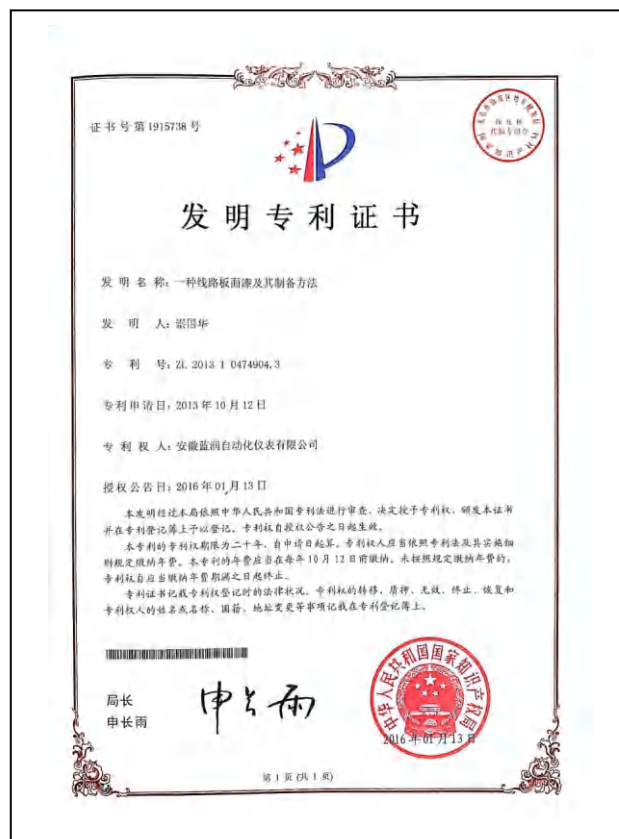 证书号第1915738号
发明专利证书
发明名称：一种线路板面漆及其制备方法
发明人：崇国华
专利号：ZL 2013 1 0474904.3
专利申请日：2013年10月12日
专利权人：安徽蓝润自动化仪表有限公司
授权公告日：2016年01月13日
本发明经过本局依照中华人民共和国专利法进行审查，决定授予专利权，颁发本证书
并在专利登记簿上予以登记。专利权自授权公告之日起生效。
本专利的专利权期限为二十年，自申请日起算。专利权人应当依照专利法及其实施细
则规定缴纳年费。本专利的年费应当在每年10月12日前缴纳。未按照规定缴纳年费的，
专利权自应当缴纳年费期满之日起终止。
专利证书记载专利权登记时的法律状况。专利权的转移、质押、无效、终止、恢复和
专利权人的姓名或名称、国籍、地址变更等事项记载在专利登记簿上。
局长
申长雨
申长雨
中华人民共和国国家知识产权局
2016年01月13日
第1页(共1页)